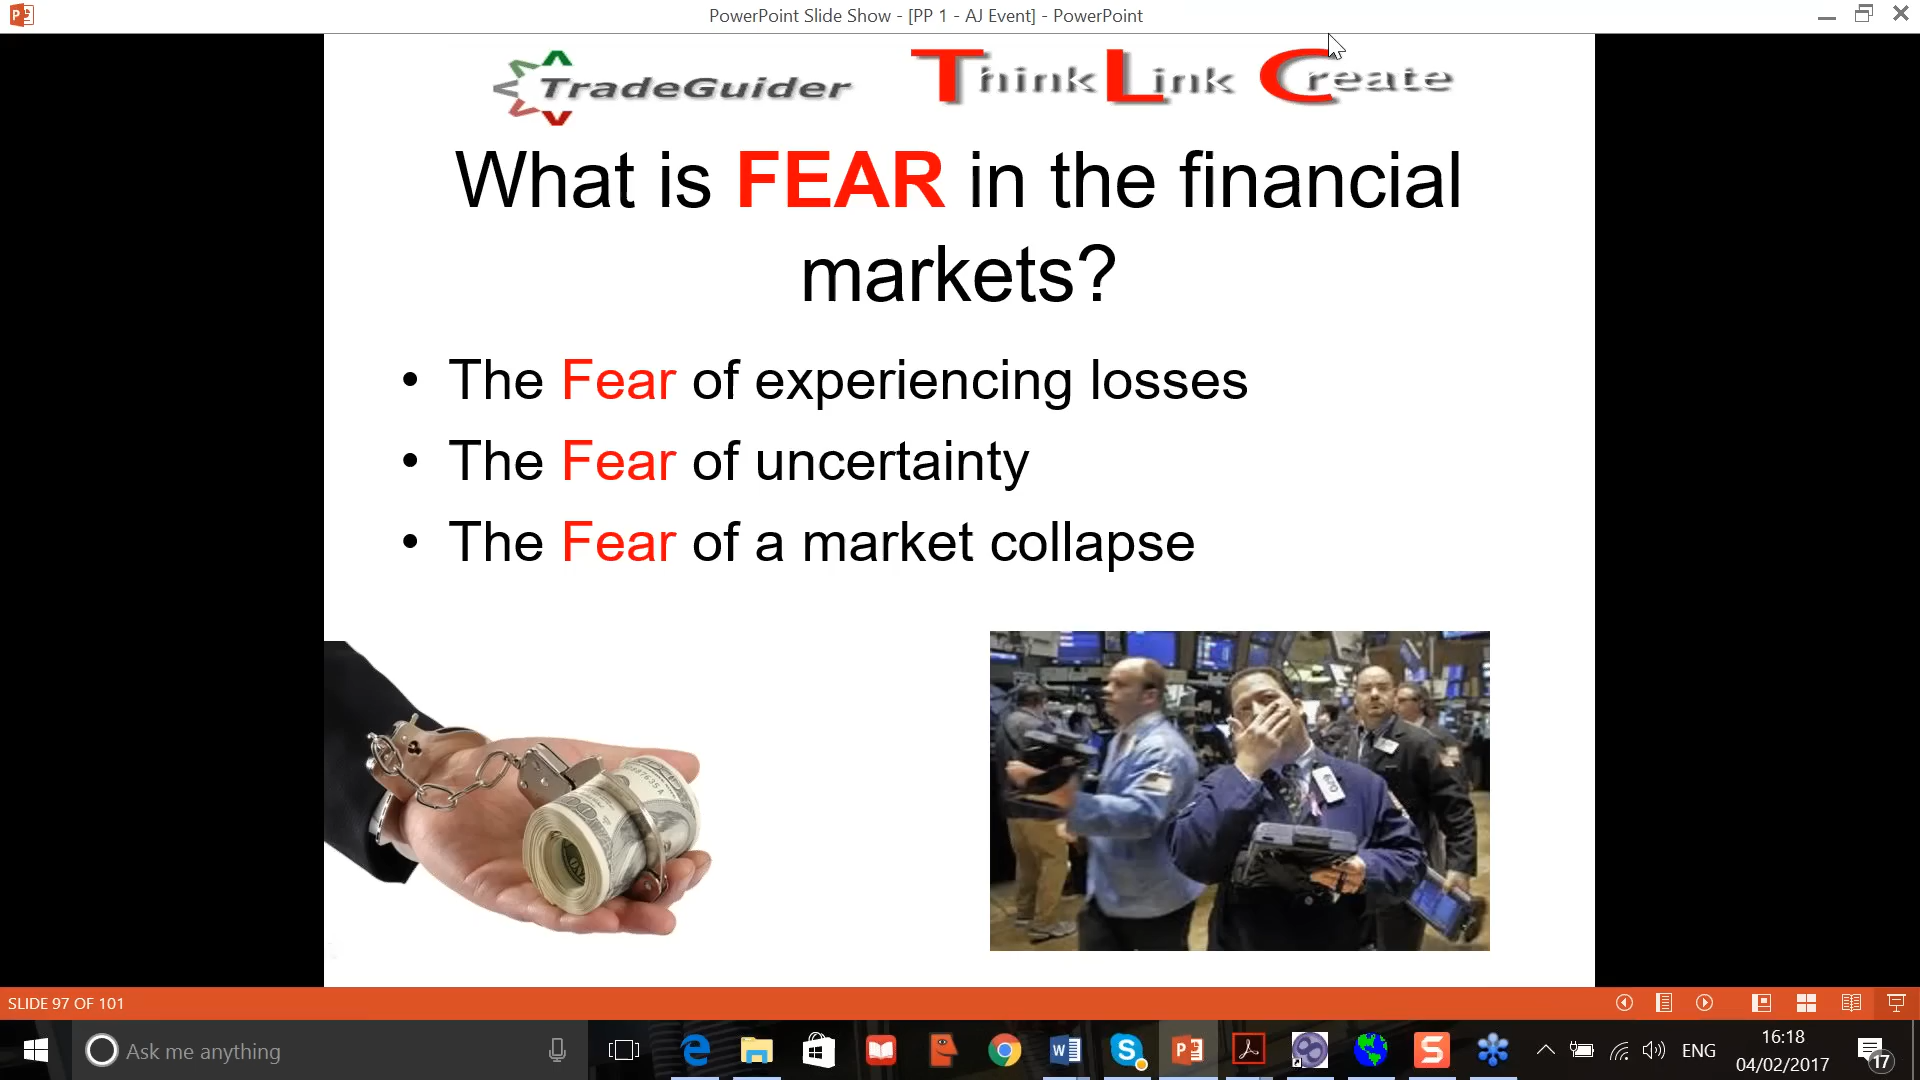 PowerPoint Slide Show - [PP 1 - AJ Event] - PowerPoint
TradeGuider
Think Link Create
What is FEAR in the financial
markets?
• The Fear of experiencing losses
• The Fear of uncertainty
• The Fear of a market collapse
670
SLIDE 97 OF 101
Ask me anything
ENG
16:18
04/02/2017
17